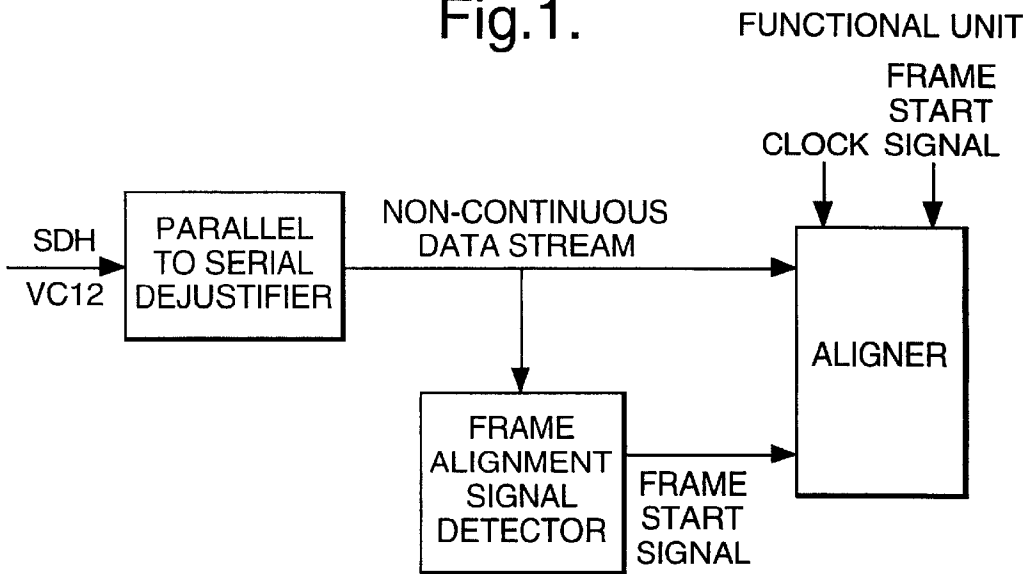 Fig.1.
FUNCTIONAL UNIT
FRAME
START
CLOCK SIGNAL
SDH
VC12
PARALLEL
TO SERIAL
DEJUSTIFIER
NON-CONTINUOUS
DATA STREAM
ALIGNER
FRAME
ALIGNMENT
SIGNAL
DETECTOR
FRAME
START
SIGNAL